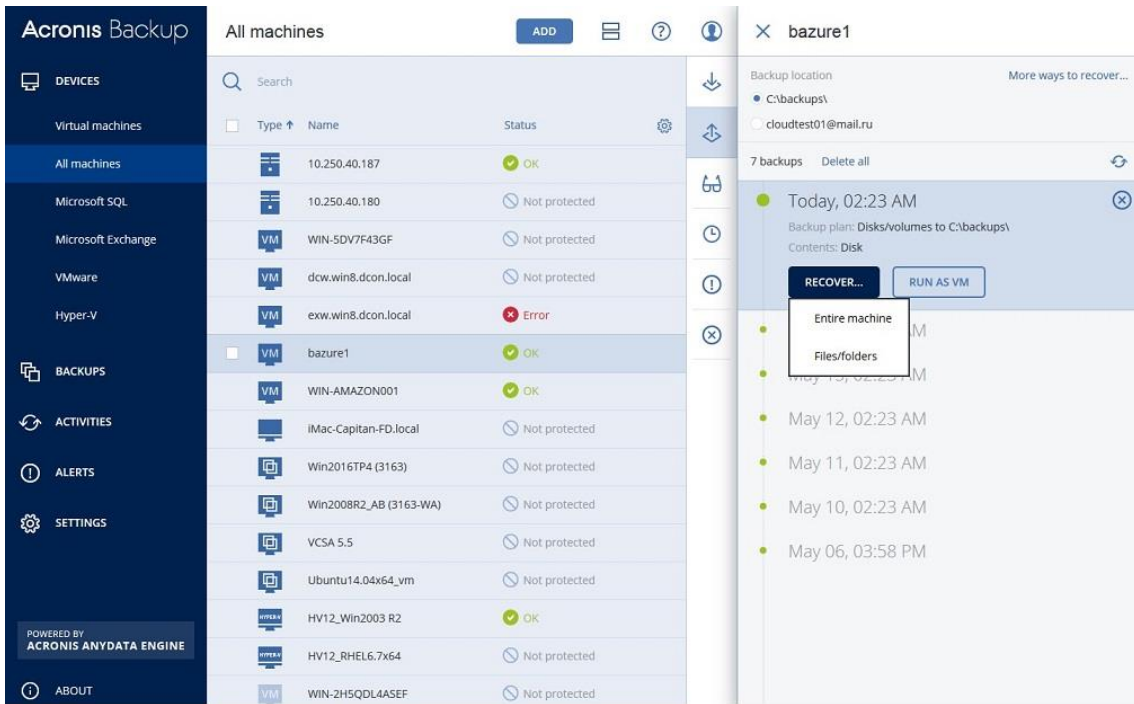 Acronis Backup
DEVICES
Virtual machines
All machines
Microsoft SQL
Microsoft Exchange
VMware
Hyper-V
BACKUPS
ACTIVITIES
ALERTS
SETTINGS
POWERED BY
ACRONIS ANYDATA ENGINE
ABOUT
All machines
ADD
Search
Type Name Status
10.250.40.187 OK
10.250.40.180 Not protected
VM WIN-5DV7F43GF Not protected
VM dcw.win8.dcon.local Not protected
VM exw.win8.dcon.local Error
VM bazure1 OK
VM WIN-AMAZON001 OK
iMac-Capitan-FD.local Not protected
Win2016TP4 (3163) Not protected
Win2008R2_AB (3163-WA) Not protected
VCSA 5.5 Not protected
Ubuntu14.04x64_vm Not protected
HYPER-V HV12_Win2003 R2 OK
HYPER-V HV12_RHEL6.7x64 Not protected
VM WIN-2H5QDL4ASEF Not protected
bazure1
Backup location More ways to recover...
C:\backups\
cloudtest01@mail.ru
7 backups Delete all
Today, 02:23 AM
Backup plan: Disks/volumes to C:\backups\
Contents: Disk
RECOVER... RUN AS VM
Entire machine
Files/folders
May 12, 02:23 AM
May 11, 02:23 AM
May 10, 02:23 AM
May 06, 03:58 PM